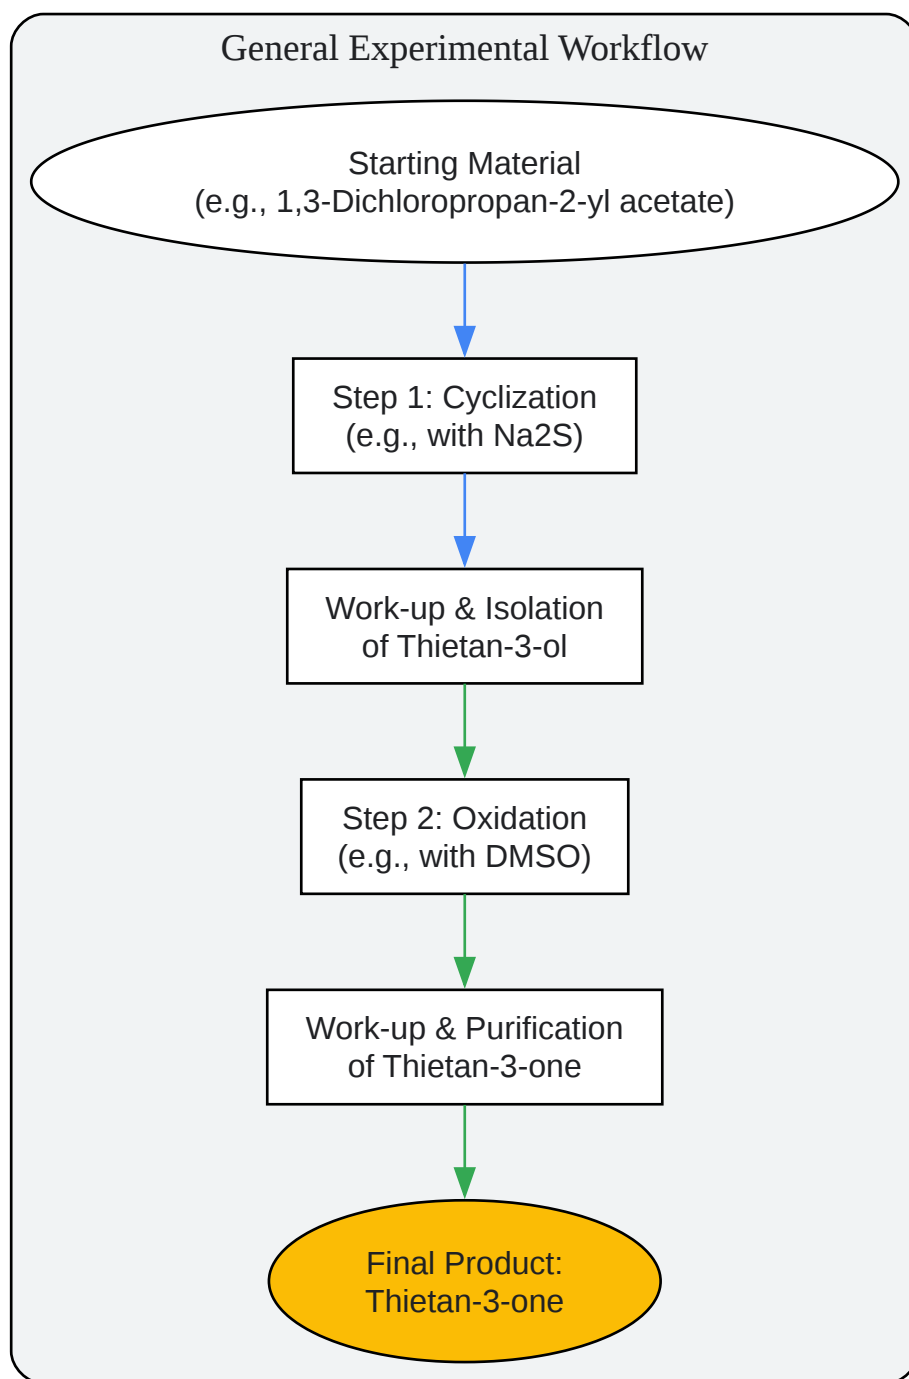 General Experimental Workflow
Starting Material
(e.g., 1,3-Dichloropropan-2-yl acetate)
Step 1: Cyclization
(e.g., with Na2S)
Work-up & Isolation
of Thietan-3-ol
Step 2: Oxidation
(e.g., with DMSO)
Work-up & Purification
of Thietan-3-one
Final Product:
Thietan-3-one